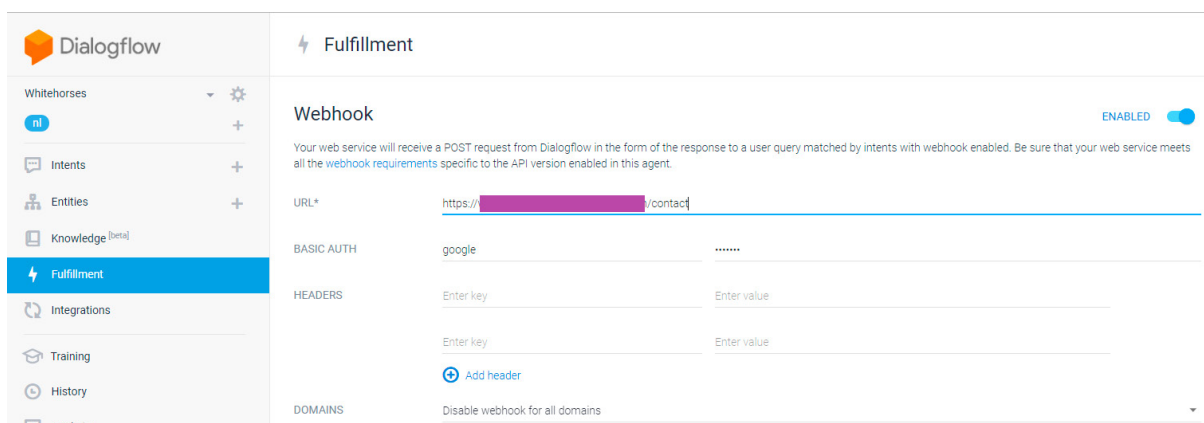 Dialogflow
Fulfillment
Whitehorses
nl
Intents
Entities
Knowledge [beta]
Fulfillment
Integrations
Training
History
Webhook
ENABLED
Your web service will receive a POST request from Dialogflow in the form of the response to a user query matched by intents with webhook enabled. Be sure that your web service meets
all the webhook requirements specific to the API version enabled in this agent.
URL* https:// /contact
BASIC AUTH google •••••••
HEADERS Enter key Enter value
Enter key Enter value
Add header
DOMAINS Disable webhook for all domains